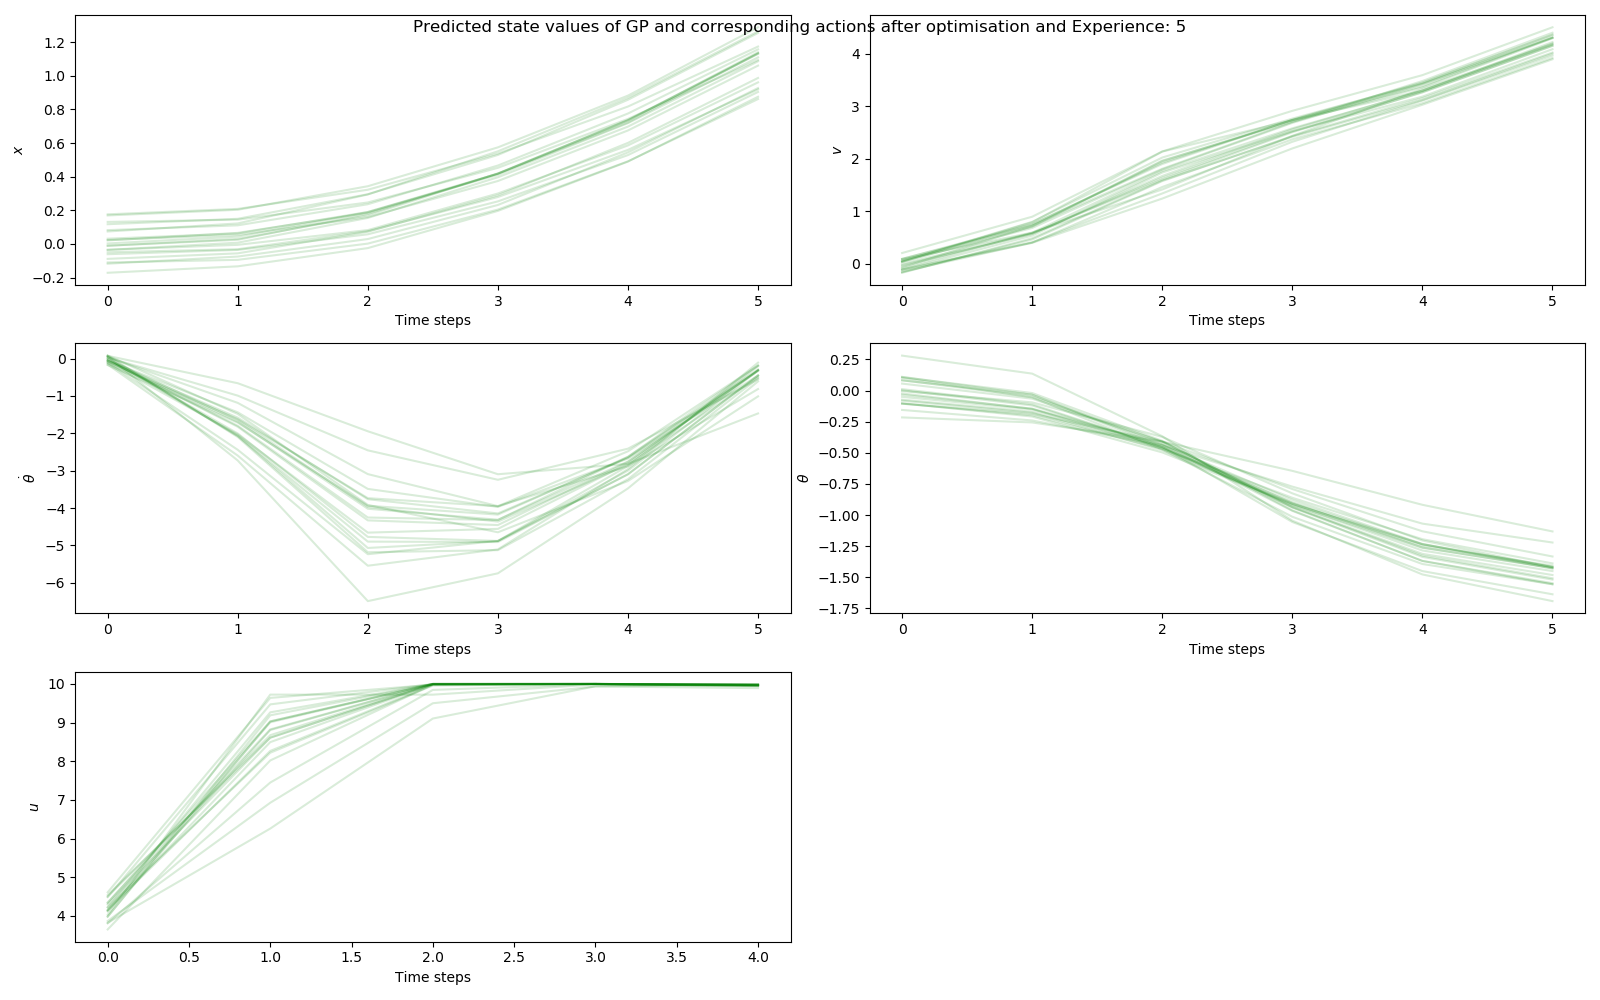 Predicted state values of GP and corresponding actions after optimisation and Experience: 5
1.2
1.0
0.8
0.6
0.4
0.2
0.0
−0.2
x
0 1 2 3 4 5
Time steps
4
3
2
1
0
v
0 1 2 3 4 5
Time steps
0
−1
−2
−3
−4
−5
−6
θ̇
0 1 2 3 4 5
Time steps
0.25
0.00
−0.25
−0.50
−0.75
−1.00
−1.25
−1.50
−1.75
θ
0 1 2 3 4 5
Time steps
10
9
8
7
6
5
4
u
0.0 0.5 1.0 1.5 2.0 2.5 3.0 3.5 4.0
Time steps